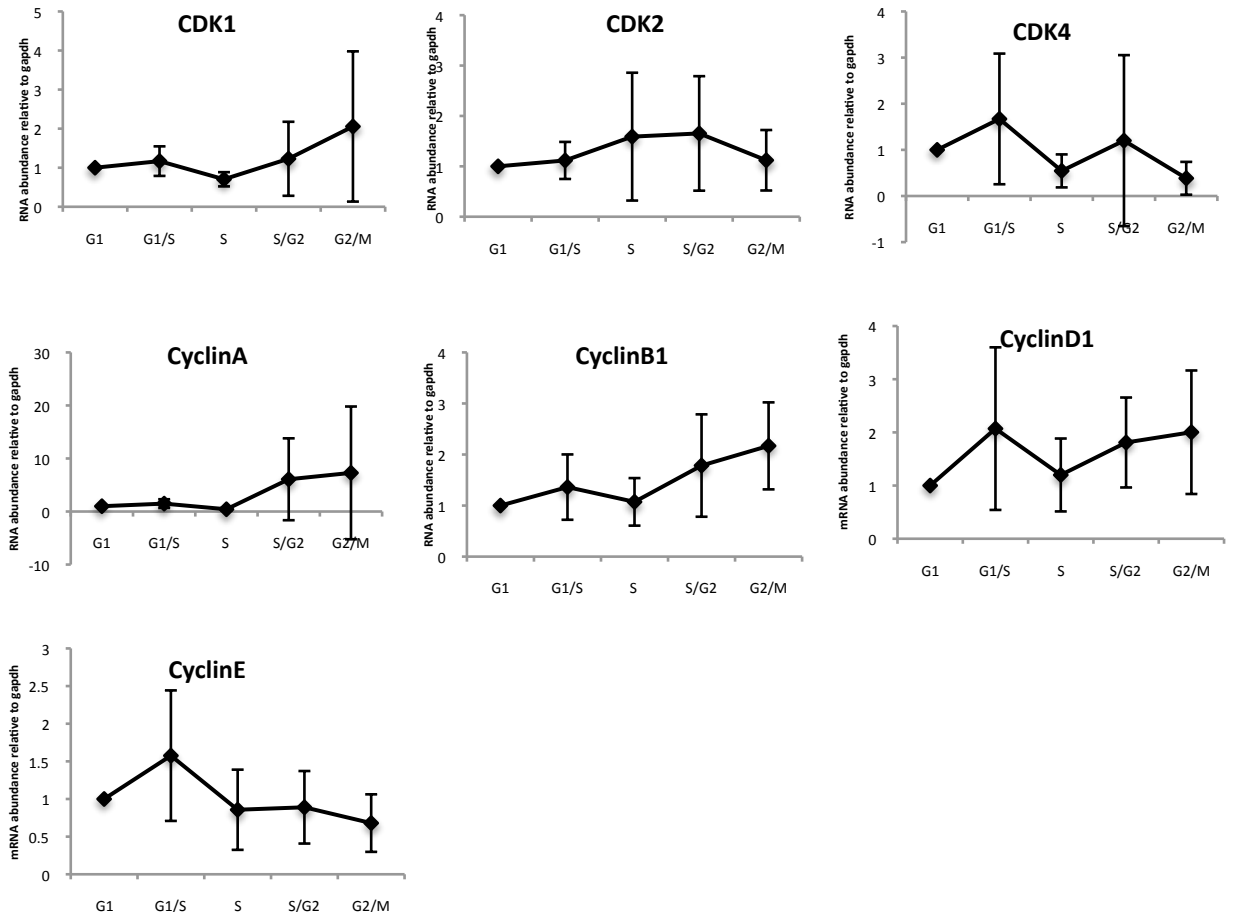 CDK1
RNA abundance relative to gapdh
5
4
3
2
1
0
G1 G1/S S S/G2 G2/M
CDK2
RNA abundance relative to gapdh
4
3
2
1
0
G1 G1/S S S/G2 G2/M
CDK4
RNA abundance relative to gapdh
4
3
2
1
0
-1
G1 G1/S S S/G2 G2/M
CyclinA
RNA abundance relative to gapdh
30
20
10
0
-10
G1 G1/S S S/G2 G2/M
CyclinB1
RNA abundance relative to gapdh
4
3
2
1
0
G1 G1/S S S/G2 G2/M
CyclinD1
mRNA abundance relative to gapdh
4
3
2
1
0
G1 G1/S S S/G2 G2/M
CyclinE
mRNA abundance relative to gapdh
3
2.5
2
1.5
1
0.5
0
G1 G1/S S S/G2 G2/M